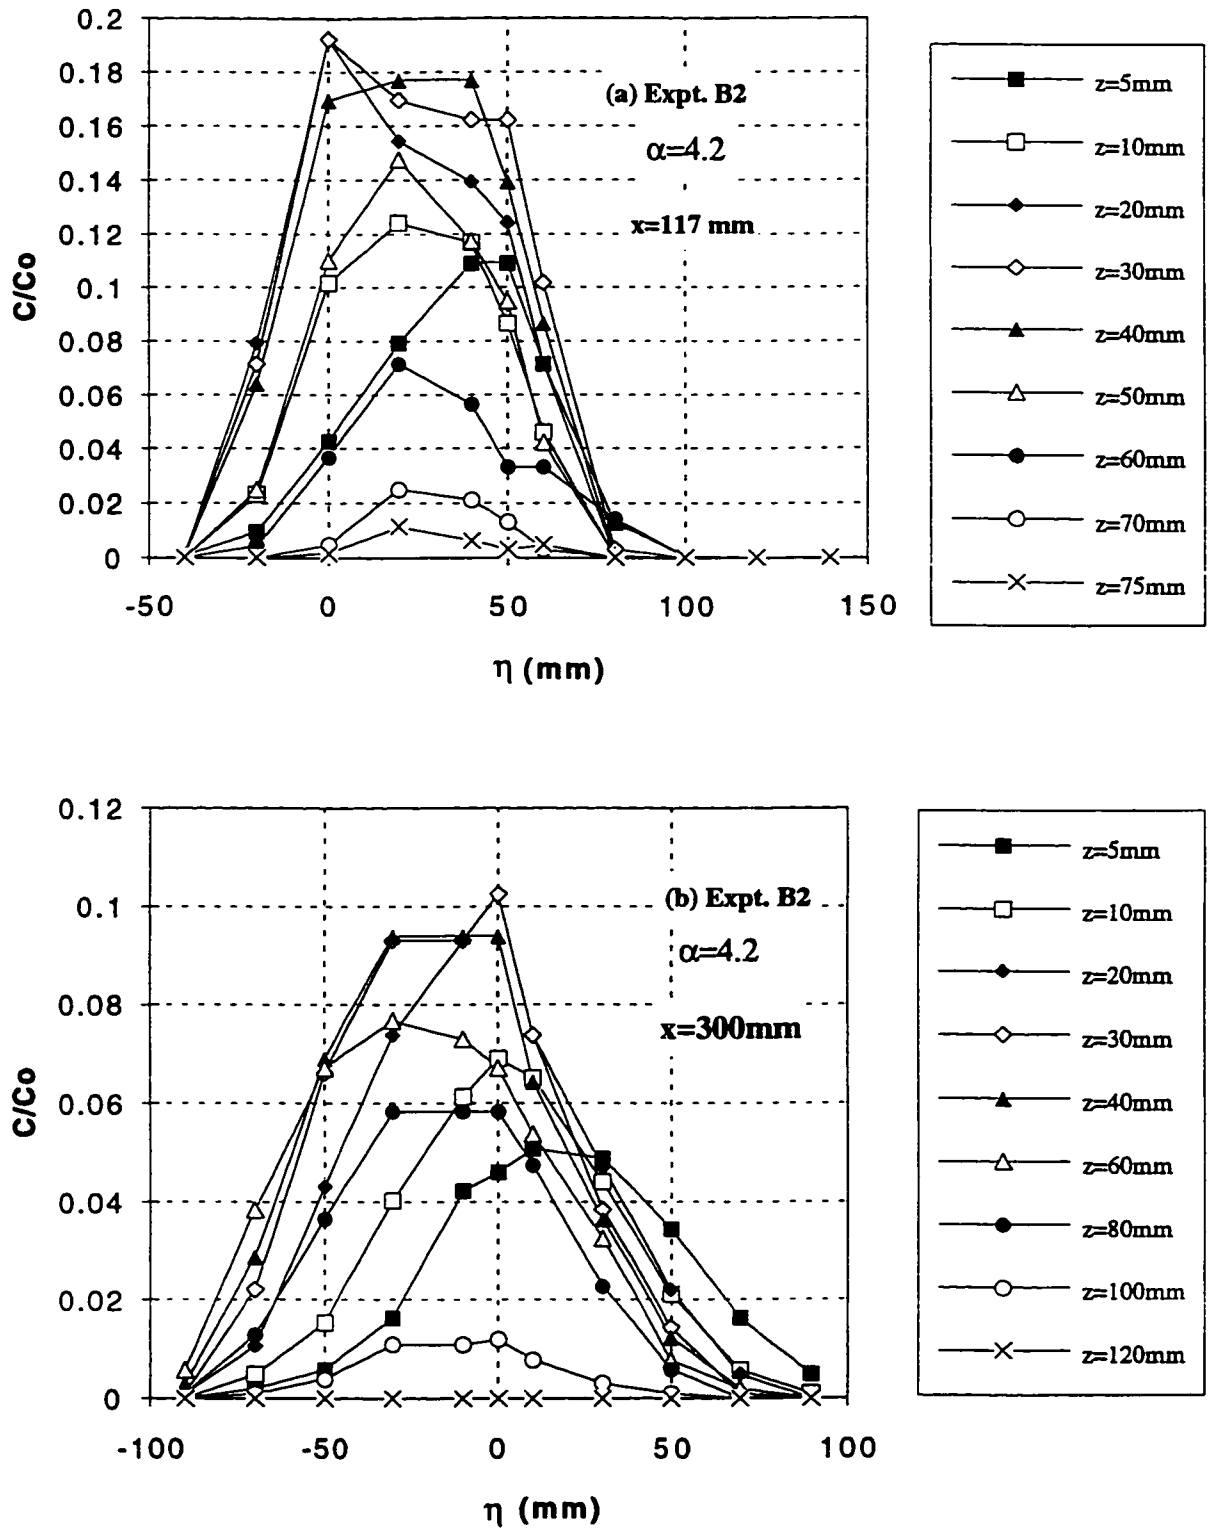 0.2
0.18
0.16
0.14
0.12
0.1
0.08
0.06
0.04
0.02
0
C/Co
-50
0
50
100
150
η (mm)
(a) Expt. B2
α=4.2
x=117 mm
z=5mm
z=10mm
z=20mm
z=30mm
z=40mm
z=50mm
z=60mm
z=70mm
z=75mm
0.12
0.1
0.08
0.06
0.04
0.02
0
C/Co
-100
-50
0
50
100
η (mm)
(b) Expt. B2
α=4.2
x=300mm
z=5mm
z=10mm
z=20mm
z=30mm
z=40mm
z=60mm
z=80mm
z=100mm
z=120mm